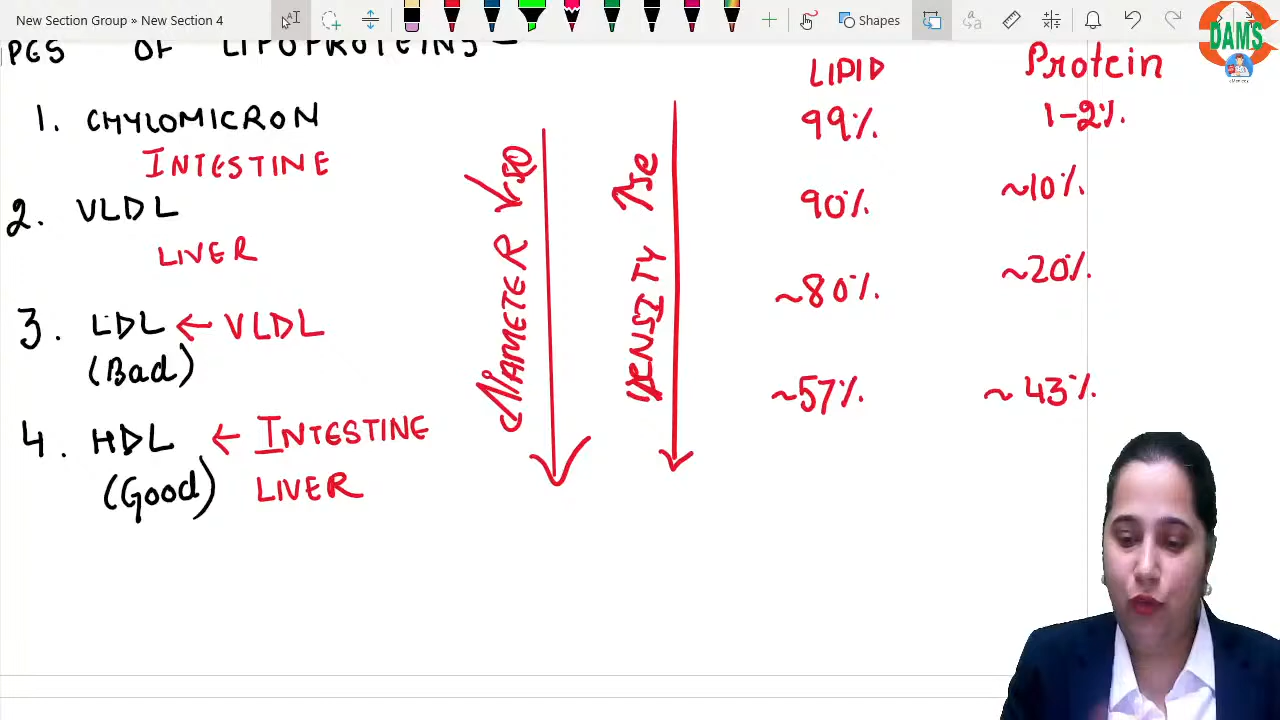 New Section Group » New Section 4
Shapes
DAMS
PES OF LIPOPROTEINS –
LIPID Protein
1. CHYLOMICRON 99% 1-2%
INTESTINE
2. VLDL 90% ~10%
LIVER
3. LDL ← VLDL ~80% ~20%
(Bad)
4. HDL ← INTESTINE ~57% ~43%
(Good) LIVER
DIAMETER ↓se
DENSITY ↑se